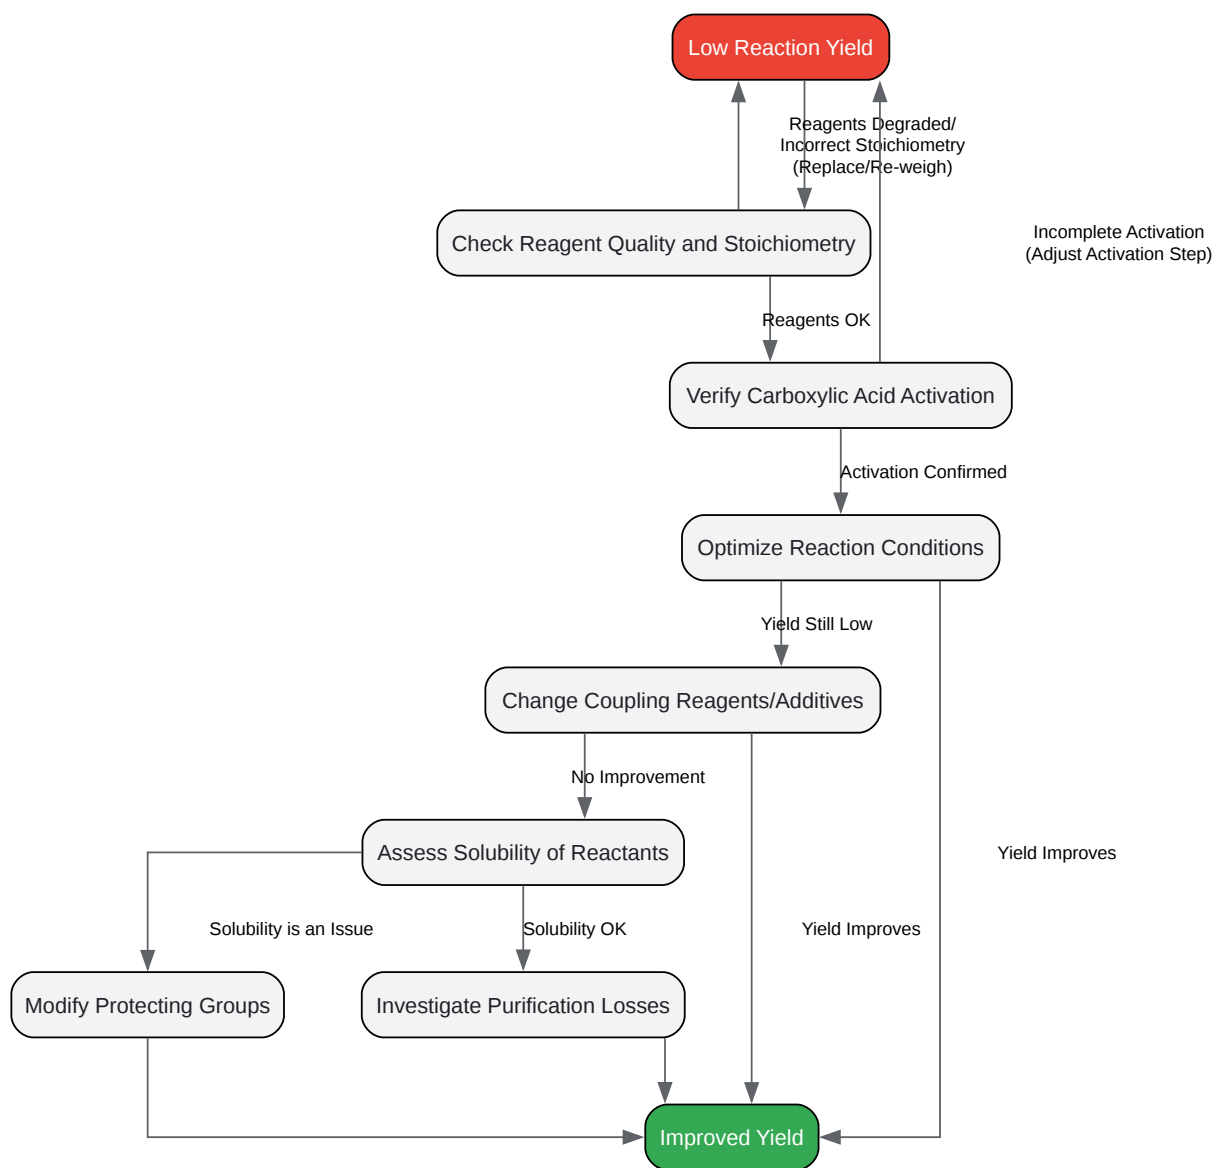 Low Reaction Yield
Reagents Degraded/
Incorrect Stoichiometry
(Replace/Re-weigh)
Incomplete Activation
(Adjust Activation Step)
Check Reagent Quality and Stoichiometry
Reagents OK
Verify Carboxylic Acid Activation
Activation Confirmed
Optimize Reaction Conditions
Yield Still Low
Change Coupling Reagents/Additives
No Improvement
Assess Solubility of Reactants
Yield Improves
Solubility is an Issue
Solubility OK
Yield Improves
Modify Protecting Groups
Investigate Purification Losses
Improved Yield